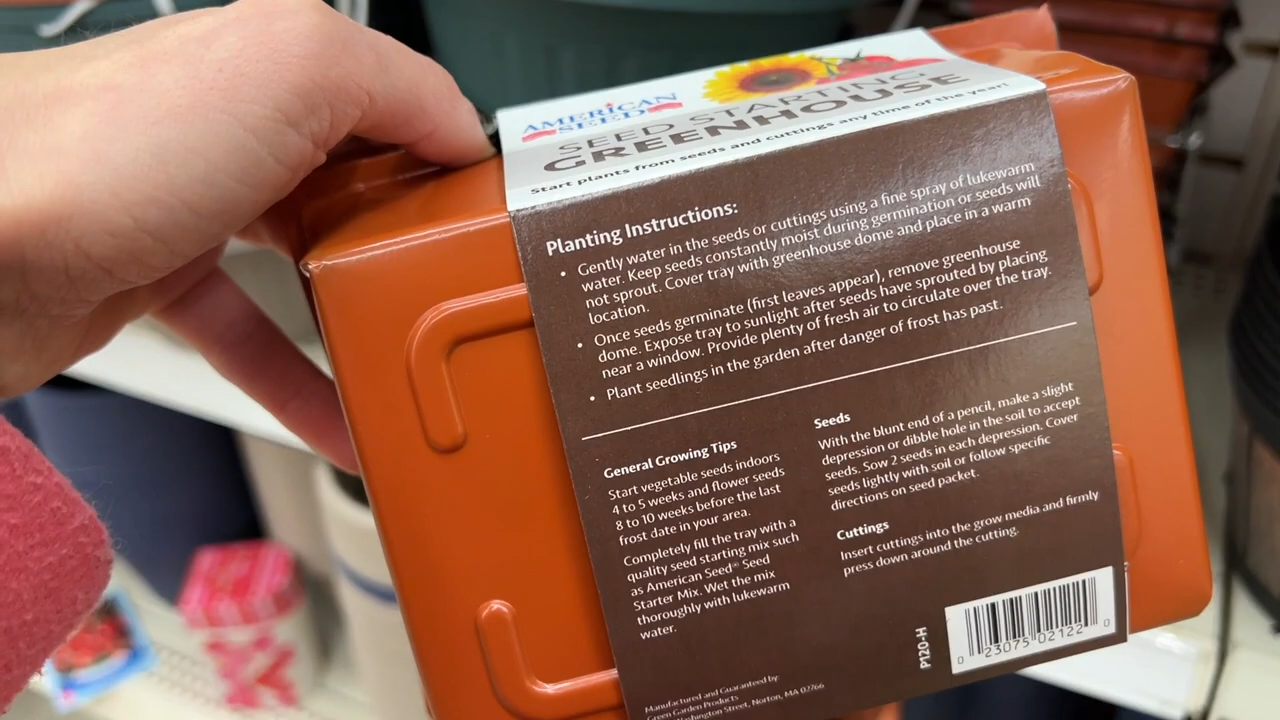 AMERICAN
SEED
SEED STARTING
GREENHOUSE
Start plants from seeds and cuttings any time of the year!
Planting Instructions:
• Gently water in the seeds or cuttings using a fine spray of lukewarm
water. Keep seeds constantly moist during germination or seeds will
not sprout. Cover tray with greenhouse dome and place in a warm
location.
• Once seeds germinate (first leaves appear), remove greenhouse
dome. Expose tray to sunlight after seeds have sprouted by placing
near a window. Provide plenty of fresh air to circulate over the tray.
• Plant seedlings in the garden after danger of frost has past.
General Growing Tips
Start vegetable seeds indoors
4 to 5 weeks and flower seeds
8 to 10 weeks before the last
frost date in your area.
Completely fill the tray with a
quality seed starting mix such
as American Seed® Seed
Starter Mix. Wet the mix
thoroughly with lukewarm
water.
Seeds
With the blunt end of a pencil, make a slight
depression or dibble hole in the soil to accept
seeds. Sow 2 seeds in each depression. Cover
seeds lightly with soil or follow specific
directions on seed packet.
Cuttings
Insert cuttings into the grow media and firmly
press down around the cutting.
P120-H
0 23075 02122 0
Manufactured and Guaranteed by:
Green Garden Products
Washington Street, Norton, MA 02766